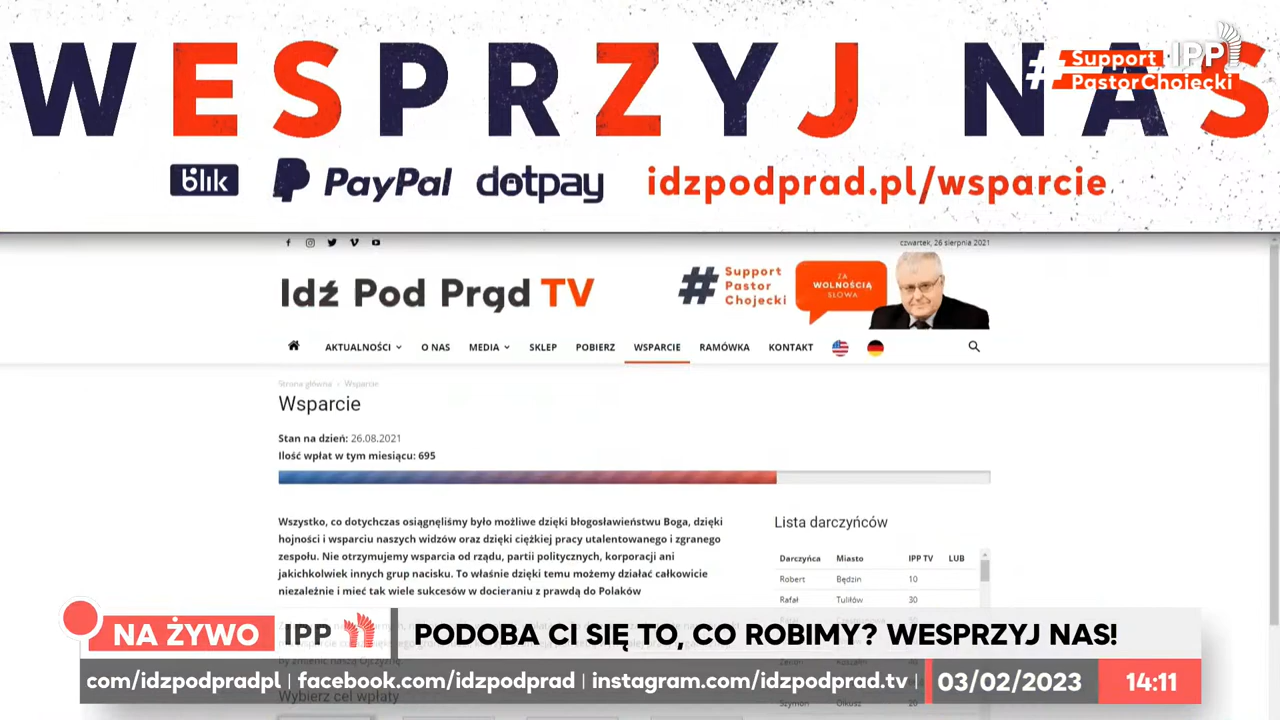 WESPRZYJ NAS
# Support IPP
PastorChojecki
blik PayPal dotpay idzpodprad.pl/wsparcie
czwartek, 26 sierpnia 2021
Idź Pod Prąd TV
# Support
Pastor
Chojecki
ZA
WOLNOŚCIĄ
SŁOWA
AKTUALNOŚCI O NAS MEDIA SKLEP POBIERZ WSPARCIE RAMÓWKA KONTAKT
Strona główna › Wsparcie
Wsparcie
Stan na dzień: 26.08.2021
Ilość wpłat w tym miesiącu: 695
Wszystko, co dotychczas osiągnęliśmy było możliwe dzięki błogosławieństwu Boga, dzięki
hojności i wsparciu naszych widzów oraz dzięki ciężkiej pracy utalentowanego i zgranego
zespołu. Nie otrzymujemy wsparcia od rządu, partii politycznych, korporacji ani
jakichkolwiek innych grup nacisku. To właśnie dzięki temu możemy działać całkowicie
niezależnie i mieć tak wiele sukcesów w docieraniu z prawdą do Polaków
Lista darczyńców
Darczyńca Miasto IPP TV LUB
Robert Będzin 10
Rafał Tuliłów 30
NA ŻYWO IPP PODOBA CI SIĘ TO, CO ROBIMY? WESPRZYJ NAS!
com/idzpodpradpl | facebook.com/idzpodprad | instagram.com/idzpodprad.tv | 03/02/2023 14:11
Wybierz cel wpłaty
Szymon Olkusz 20